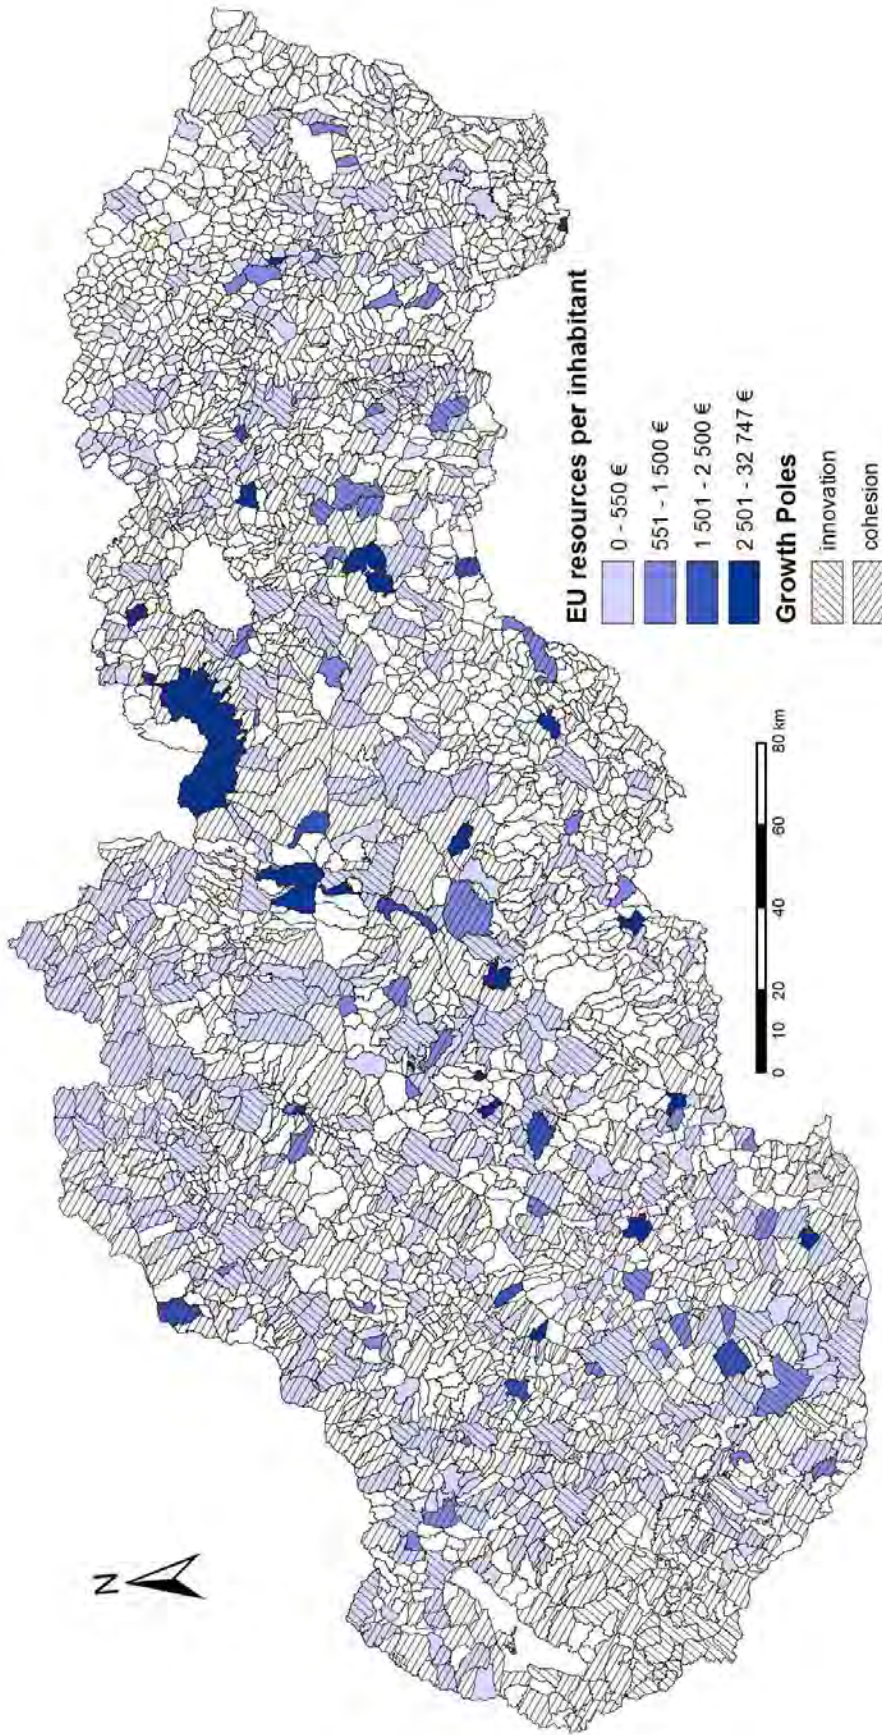 N
EU resources per inhabitant
0 - 550 €
551 - 1 500 €
1 501 - 2 500 €
2 501 - 32 747 €
Growth Poles
innovation
cohesion
0 10 20 40 60 80 km